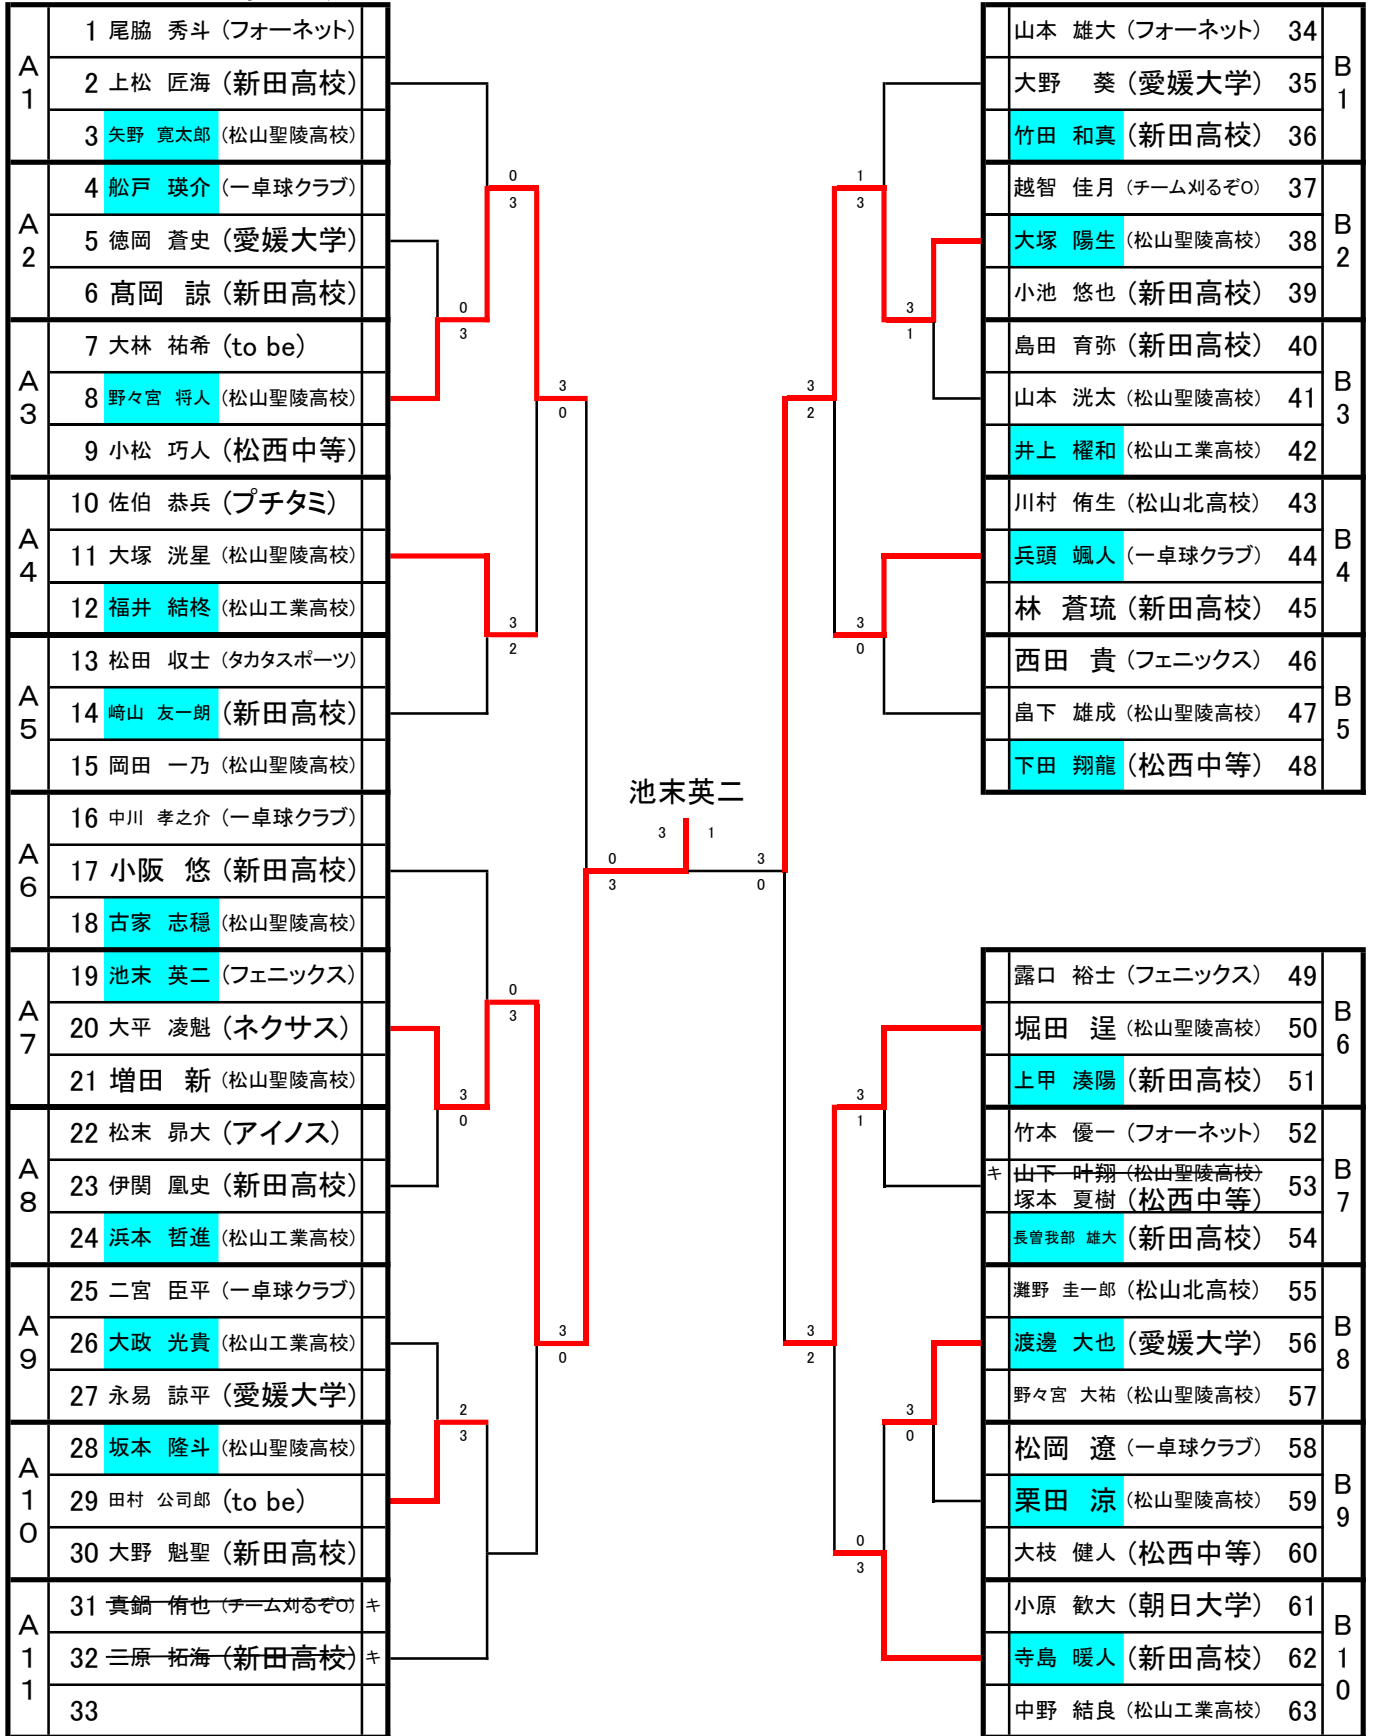 A1
1 尾脇 秀斗 (フォーネット)
2 上松 匠海 (新田高校)
3 矢野 寛太郎 (松山聖陵高校)
A2
4 舩戸 瑛介 (一卓球クラブ)
5 徳岡 蒼史 (愛媛大学)
6 髙岡 諒 (新田高校)
A3
7 大林 祐希 (to be)
8 野々宮 将人 (松山聖陵高校)
9 小松 巧人 (松西中等)
A4
10 佐伯 恭兵 (プチタミ)
11 大塚 洸星 (松山聖陵高校)
12 福井 結柊 (松山工業高校)
A5
13 松田 収士 (タカタスポーツ)
14 﨑山 友一朗 (新田高校)
15 岡田 一乃 (松山聖陵高校)
A6
16 中川 孝之介 (一卓球クラブ)
17 小阪 悠 (新田高校)
18 古家 志穏 (松山聖陵高校)
A7
19 池末 英二 (フェニックス)
20 大平 凌魁 (ネクサス)
21 増田 新 (松山聖陵高校)
A8
22 松末 昴大 (アイノス)
23 伊関 凰史 (新田高校)
24 浜本 哲進 (松山工業高校)
A9
25 二宮 臣平 (一卓球クラブ)
26 大政 光貴 (松山工業高校)
27 永易 諒平 (愛媛大学)
A10
28 坂本 隆斗 (松山聖陵高校)
29 田村 公司郎 (to be)
30 大野 魁聖 (新田高校)
A11
31 真鍋 侑也 (チーム刈るぞO) キ
32 三原 拓海 (新田高校) キ
33
0
3
0
3
3
0
3
2
0
3
3
0
3
0
2
3
池末英二
3 1
0
3
3
0
1
3
3
1
3
2
3
0
3
1
3
2
3
0
0
3
山本 雄大 (フォーネット) 34
大野 葵 (愛媛大学) 35
竹田 和真 (新田高校) 36
B1
越智 佳月 (チーム刈るぞO) 37
大塚 陽生 (松山聖陵高校) 38
小池 悠也 (新田高校) 39
B2
島田 育弥 (新田高校) 40
山本 洸太 (松山聖陵高校) 41
井上 櫂和 (松山工業高校) 42
B3
川村 侑生 (松山北高校) 43
兵頭 颯人 (一卓球クラブ) 44
林 蒼琉 (新田高校) 45
B4
西田 貴 (フェニックス) 46
畠下 雄成 (松山聖陵高校) 47
下田 翔龍 (松西中等) 48
B5
露口 裕士 (フェニックス) 49
堀田 逞 (松山聖陵高校) 50
上甲 湊陽 (新田高校) 51
B6
竹本 優一 (フォーネット) 52
キ 山下 叶翔 (松山聖陵高校)
塚本 夏樹 (松西中等) 53
長曽我部 雄大 (新田高校) 54
B7
灘野 圭一郎 (松山北高校) 55
渡邊 大也 (愛媛大学) 56
野々宮 大祐 (松山聖陵高校) 57
B8
松岡 遼 (一卓球クラブ) 58
栗田 涼 (松山聖陵高校) 59
大枝 健人 (松西中等) 60
B9
小原 歓大 (朝日大学) 61
寺島 暖人 (新田高校) 62
中野 結良 (松山工業高校) 63
B10